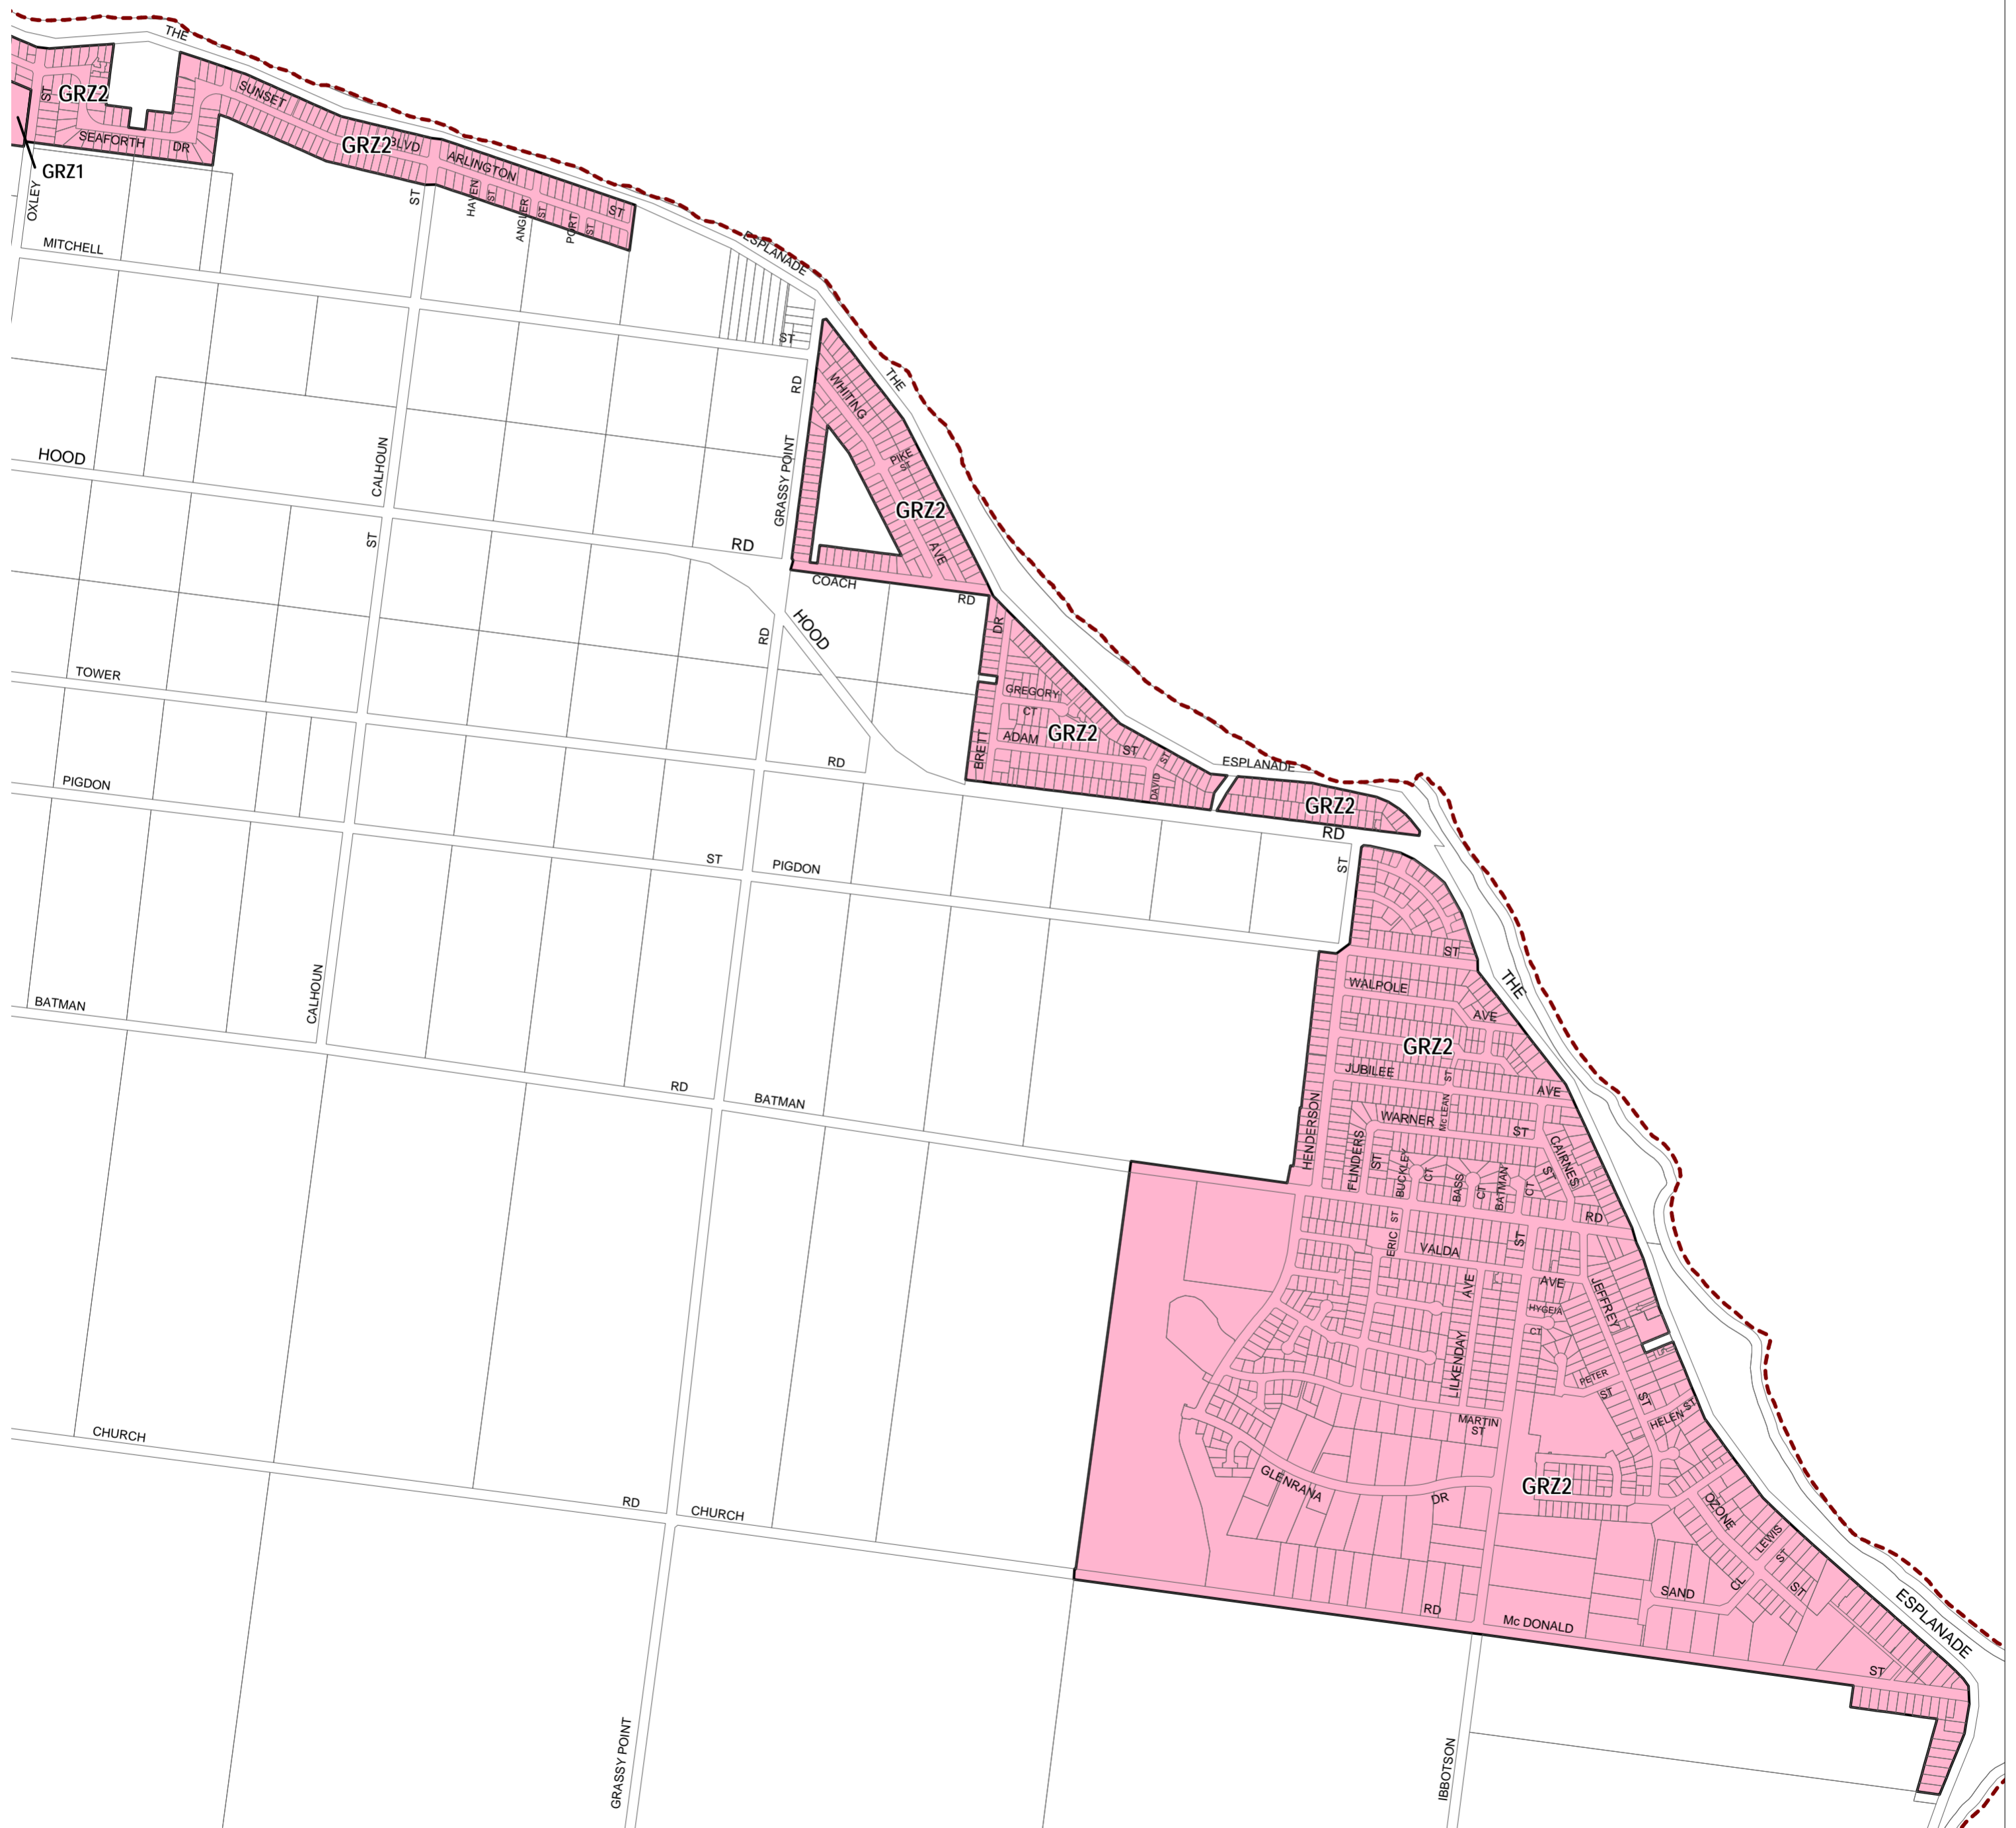 THE
SUNSET
GRZ2
ST
SEAFORTH
DR
GRZ2
BLVD
ARLINGTON
ST
GRZ1
OXLEY
ST
HAVEN
ST
ANGLER
ST
PORT
ST
MITCHELL
ESPLANADE
ST
THE
RD
WHITING
PIKE
ST
GRZ2
AVE
HOOD
CALHOUN
GRASSY POINT
ST
RD
COACH
RD
HOOD
RD
DR
TOWER
GREGORY
CT
GRZ2
ADAM
ST
ST
BRETT
DAVID
RD
ESPLANADE
GRZ2
RD
PIGDON
ST
PIGDON
ST
ST
WALPOLE
THE
AVE
GRZ2
BATMAN
CALHOUN
JUBILEE
ST
AVE
RD
BATMAN
WARNER
Mc LEAN
ST
HENDERSON
FLINDERS
ST
BUCKLEY
CT
BASS
CT
BATMAN
CT
ST
CAIRNES
RD
ERIC
ST
VALDA
ST
AVE
AVE
JEFFREY
HYGEIA
CT
LILKENDAY
PETER
ST
ST
HELEN
ST
MARTIN
ST
CHURCH
RD
CHURCH
GLENRANA
DR
GRZ2
OZONE
LEWIS
ST
ST
SAND
CL
RD
Mc DONALD
ESPLANADE
ST
GRASSY POINT
IBBOTSON